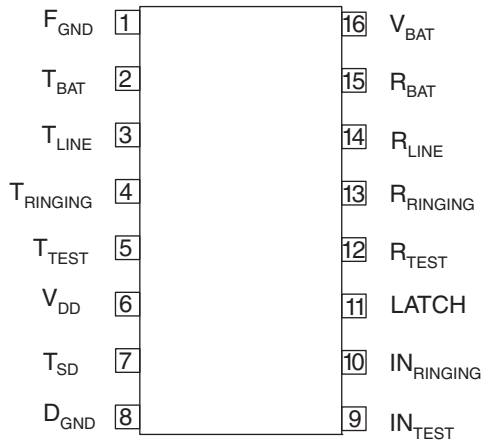 F_GND 1 16 V_BAT
T_BAT 2 15 R_BAT
T_LINE 3 14 R_LINE
T_RINGING 4 13 R_RINGING
T_TEST 5 12 R_TEST
V_DD 6 11 LATCH
T_SD 7 10 IN_RINGING
D_GND 8 9 IN_TEST